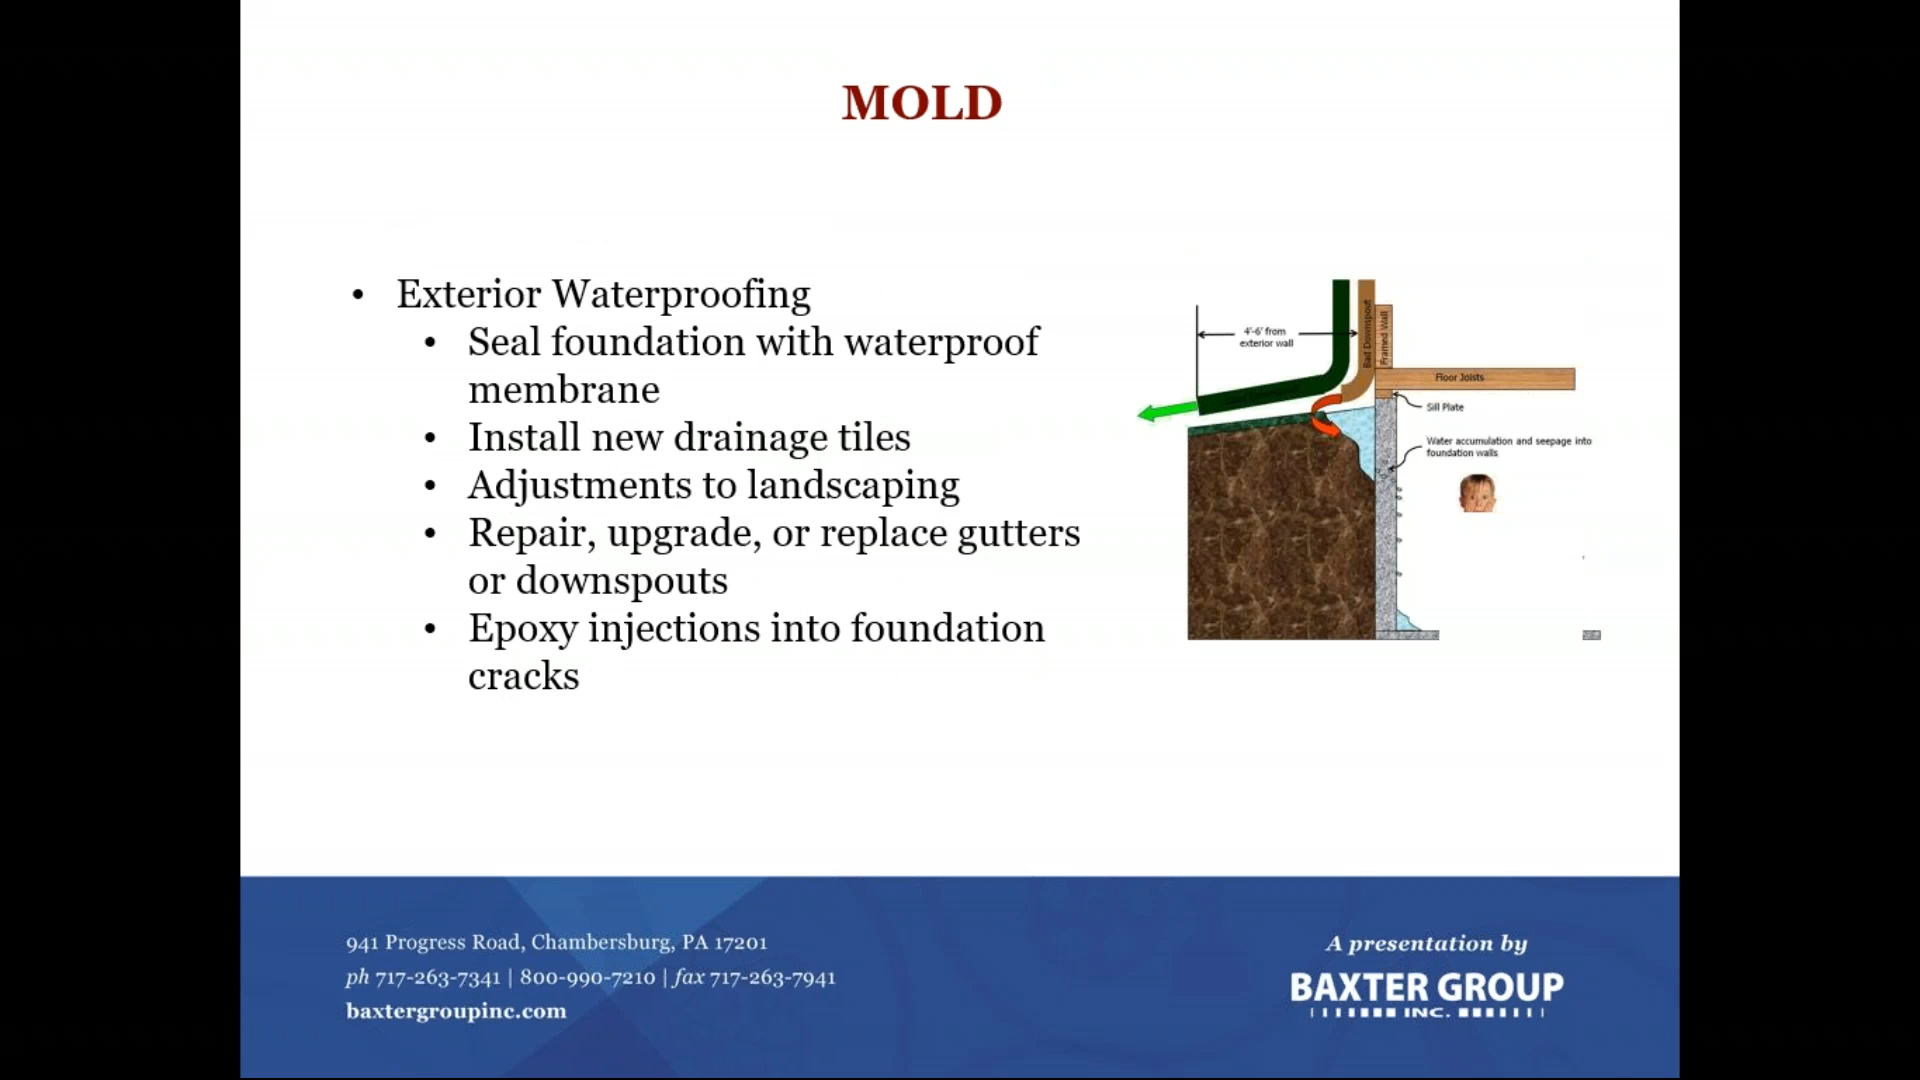 MOLD
• Exterior Waterproofing
• Seal foundation with waterproof
membrane
• Install new drainage tiles
• Adjustments to landscaping
• Repair, upgrade, or replace gutters
or downspouts
• Epoxy injections into foundation
cracks
4'-6' from
exterior wall
Bad Downspout
Framed Wall
Floor Joists
Sill Plate
Water accumulation and seepage into
foundation walls
941 Progress Road, Chambersburg, PA 17201
ph 717-263-7341 | 800-990-7210 | fax 717-263-7941
baxtergroupinc.com
A presentation by
BAXTER GROUP
INC.